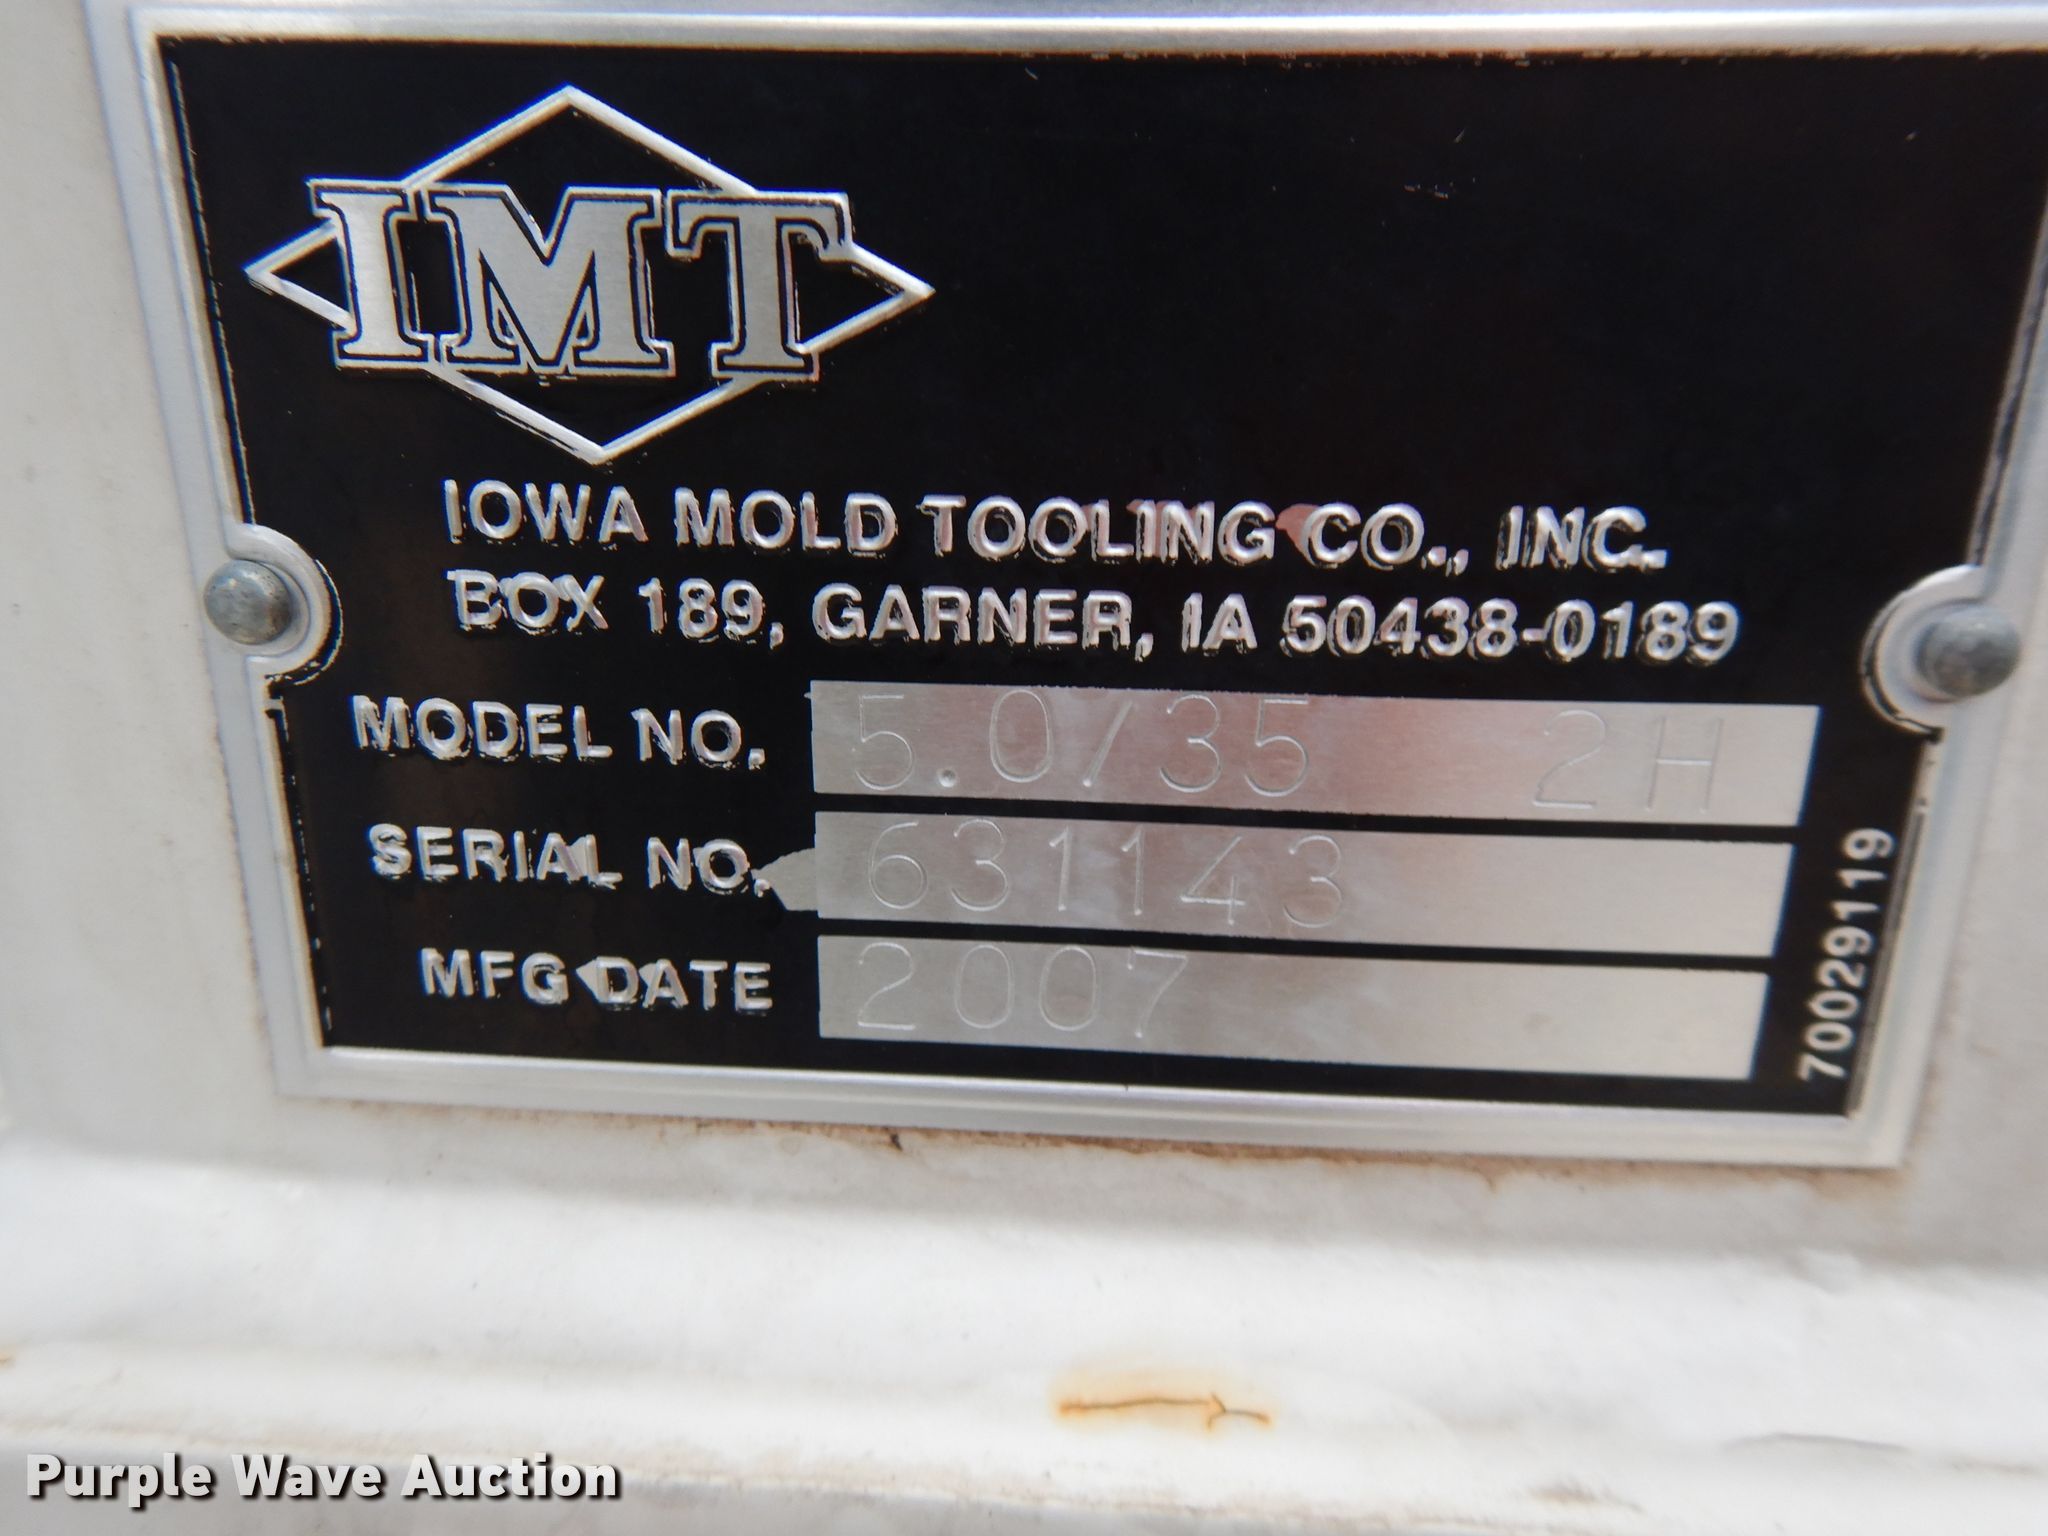 IMT
IOWA MOLD TOOLING CO., INC.
BOX 189, GARNER, IA 50438-0189
MODEL NO. 5.0/35 2H
SERIAL NO. 631143
MFG DATE 2007
70029119
Purple Wave Auction